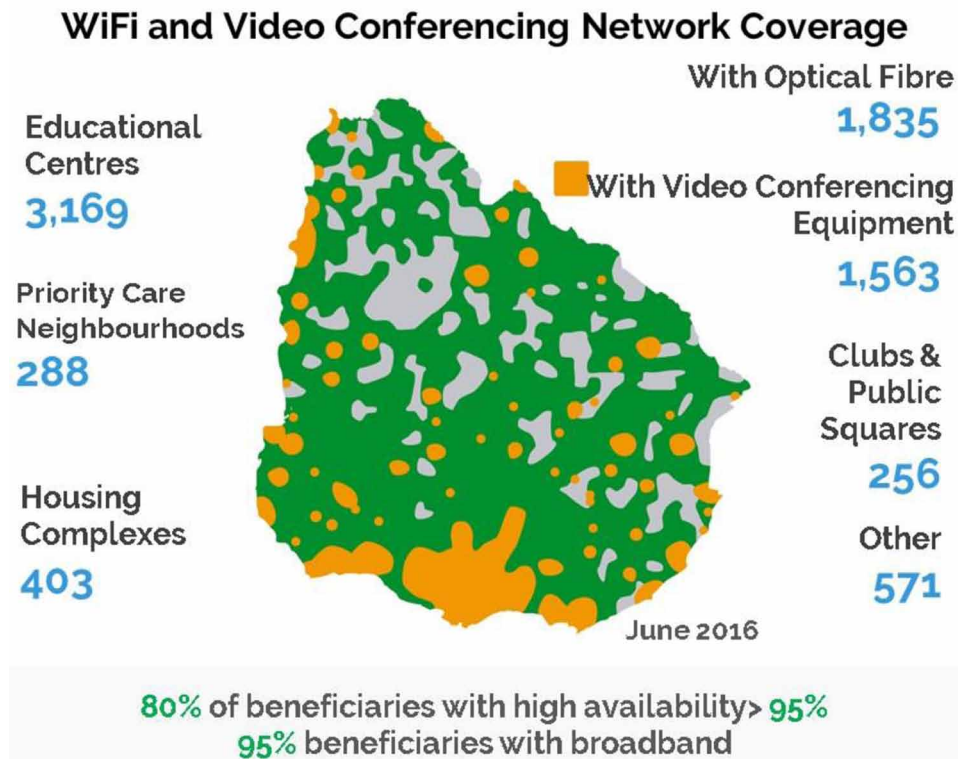 WiFi and Video Conferencing Network Coverage
Educational
Centres
3,169
Priority Care
Neighbourhoods
288
Housing
Complexes
403
With Optical Fibre
1,835
With Video Conferencing
Equipment
1,563
Clubs &
Public
Squares
256
Other
571
June 2016
80% of beneficiaries with high availability> 95%
95% beneficiaries with broadband